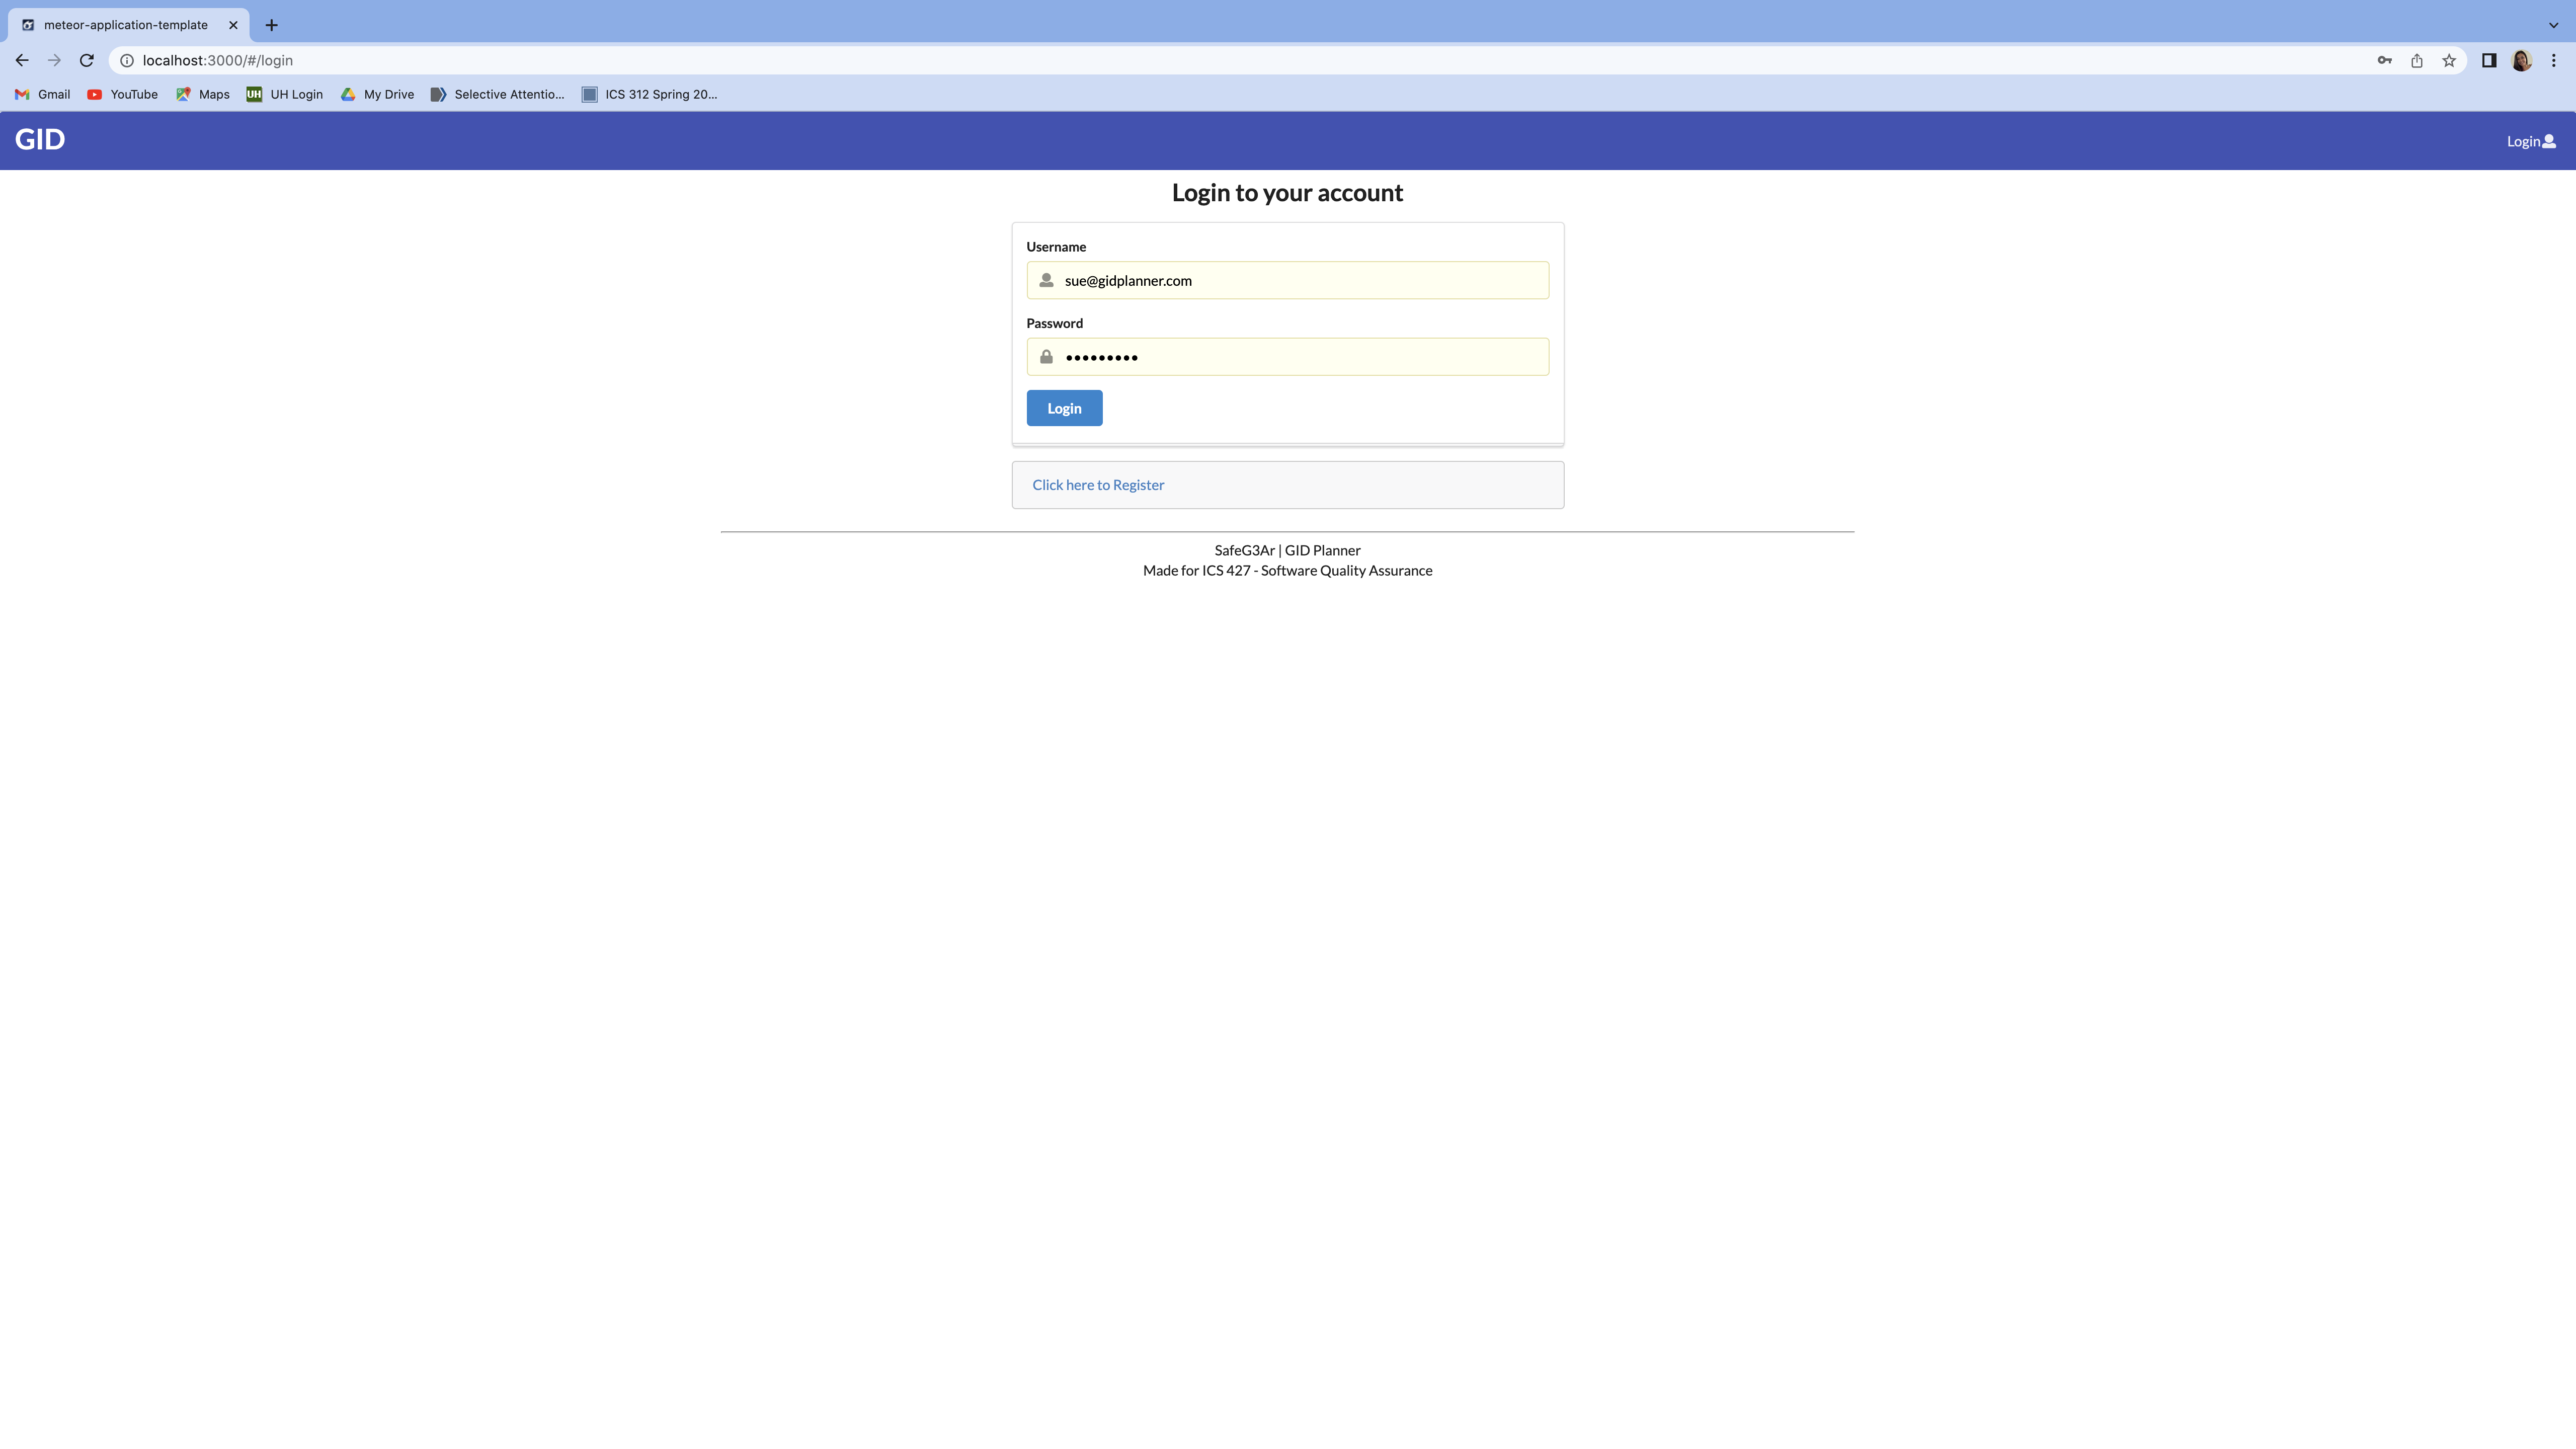 meteor-application-template
localhost:3000/#/login
Gmail YouTube Maps UH UH Login My Drive Selective Attentio... ICS 312 Spring 20...
GID Login
Login to your account
Username
sue@gidplanner.com
Password
•••••••••
Login
Click here to Register
SafeG3Ar | GID Planner
Made for ICS 427 - Software Quality Assurance